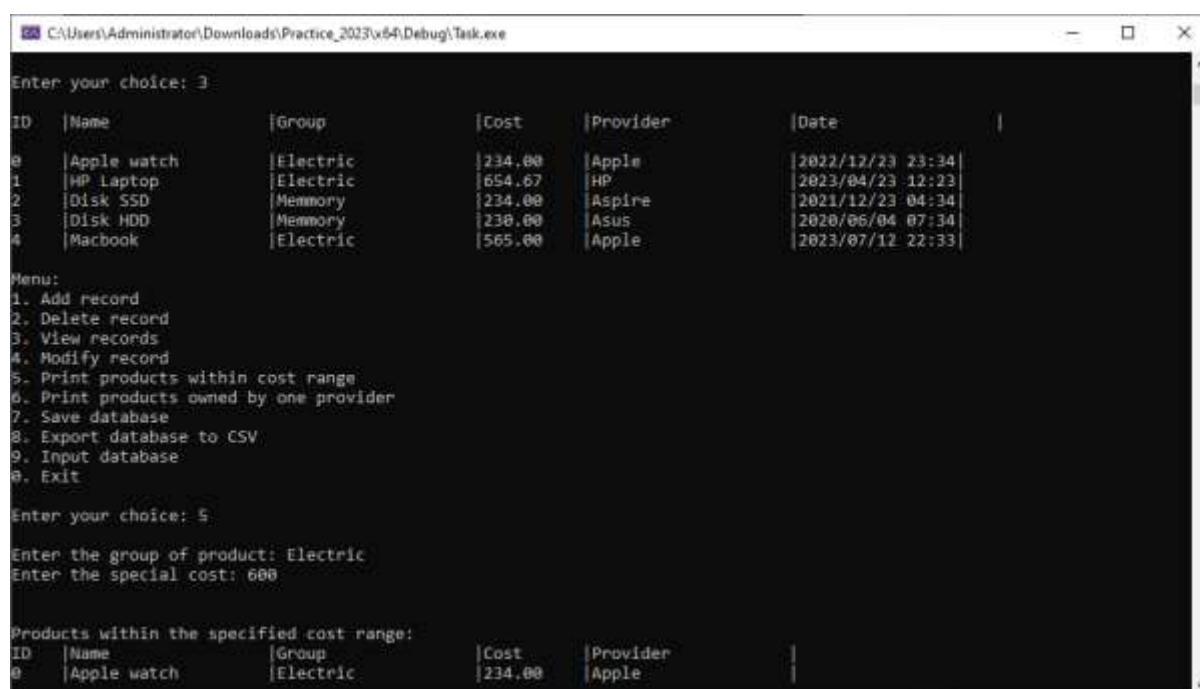 C:\Users\Administrator\Downloads\Practice_2023\x64\Debug\Task.exe
Enter your choice: 3
ID |Name |Group |Cost |Provider |Date |
0 |Apple watch |Electric |234.00 |Apple |2022/12/23 23:34|
1 |HP Laptop |Electric |654.67 |HP |2023/04/23 12:23|
2 |Disk SSD |Memmory |234.00 |Aspire |2021/12/23 04:34|
3 |Disk HDD |Memmory |230.00 |Asus |2020/06/04 07:34|
4 |Macbook |Electric |565.00 |Apple |2023/07/12 22:33|
Menu:
1. Add record
2. Delete record
3. View records
4. Modify record
5. Print products within cost range
6. Print products owned by one provider
7. Save database
8. Export database to CSV
9. Input database
0. Exit
Enter your choice: 5
Enter the group of product: Electric
Enter the special cost: 600
Products within the specified cost range:
ID |Name |Group |Cost |Provider |
0 |Apple watch |Electric |234.00 |Apple |